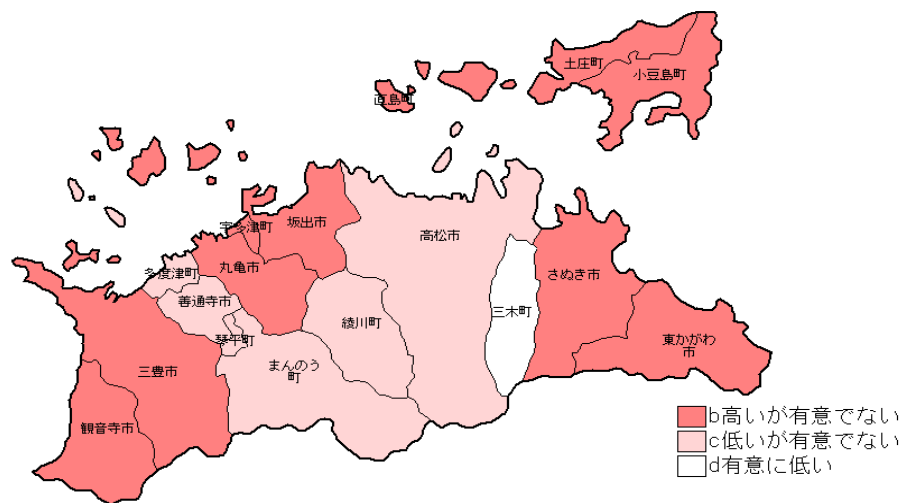 土庄町
小豆島町
直島町
宇多津町
坂出市
高松市
多度津町
丸亀市
さぬき市
善通寺市
三木町
綾川町
琴平町
東かがわ
市
まんのう
町
三豊市
観音寺市
b高いが有意でない
c低いが有意でない
d有意に低い